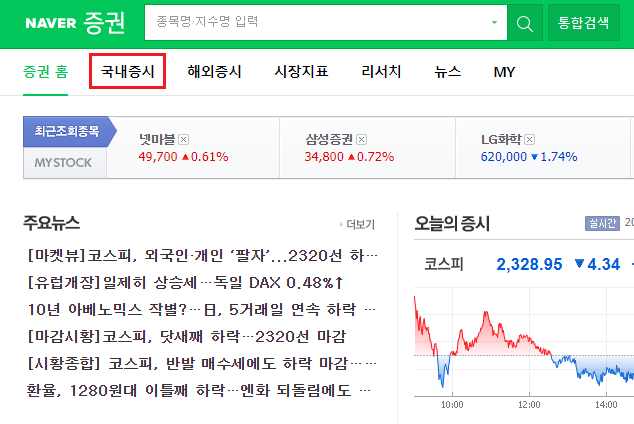 NAVER 증권 종목명·지수명 입력 통합검색
증권 홈 국내증시 해외증시 시장지표 리서치 뉴스 MY
최근조회종목 넷마블 삼성증권 LG화학
MYSTOCK 49,700 ▲0.61% 34,800 ▲0.72% 620,000 ▼1.74%
주요뉴스 더보기
[마켓뷰]코스피, 외국인·개인 ‘팔자’...2320선 하…
[유럽개장]일제히 상승세…독일 DAX 0.48%↑
10년 아베노믹스 작별?…日, 5거래일 연속 하락 …
[마감시황]코스피, 닷새째 하락…2320선 마감
[시황종합] 코스피, 반발 매수세에도 하락 마감……
환율, 1280원대 이틀째 하락…엔화 되돌림에도 …
오늘의 증시 실시간 20
코스피 2,328.95 ▼4.34
10:00 12:00 14:00